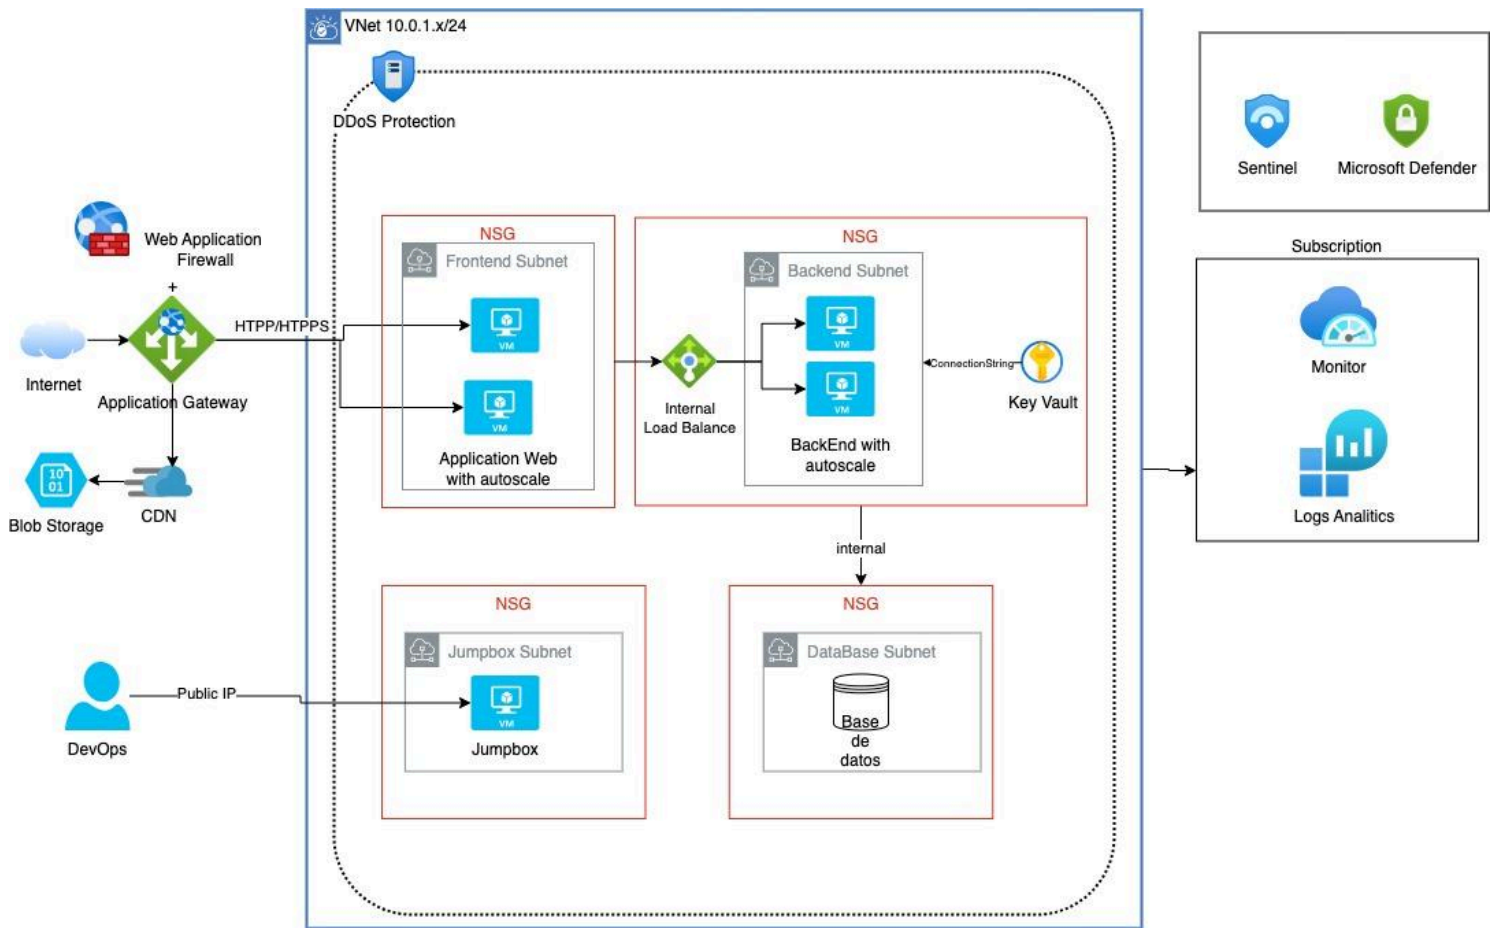 VNet 10.0.1.x/24
DDoS Protection
Sentinel
Microsoft Defender
Web Application
Firewall
+
Internet
Application Gateway
HTPP/HTPPS
10
01
Blob Storage
CDN
NSG
Frontend Subnet
VM
VM
Application Web
with autoscale
NSG
Internal
Load Balance
Backend Subnet
VM
VM
BackEnd with
autoscale
ConnectionString
Key Vault
Subscription
Monitor
Logs Analitics
internal
DevOps
Public IP
NSG
Jumpbox Subnet
VM
Jumpbox
NSG
DataBase Subnet
Base
de
datos